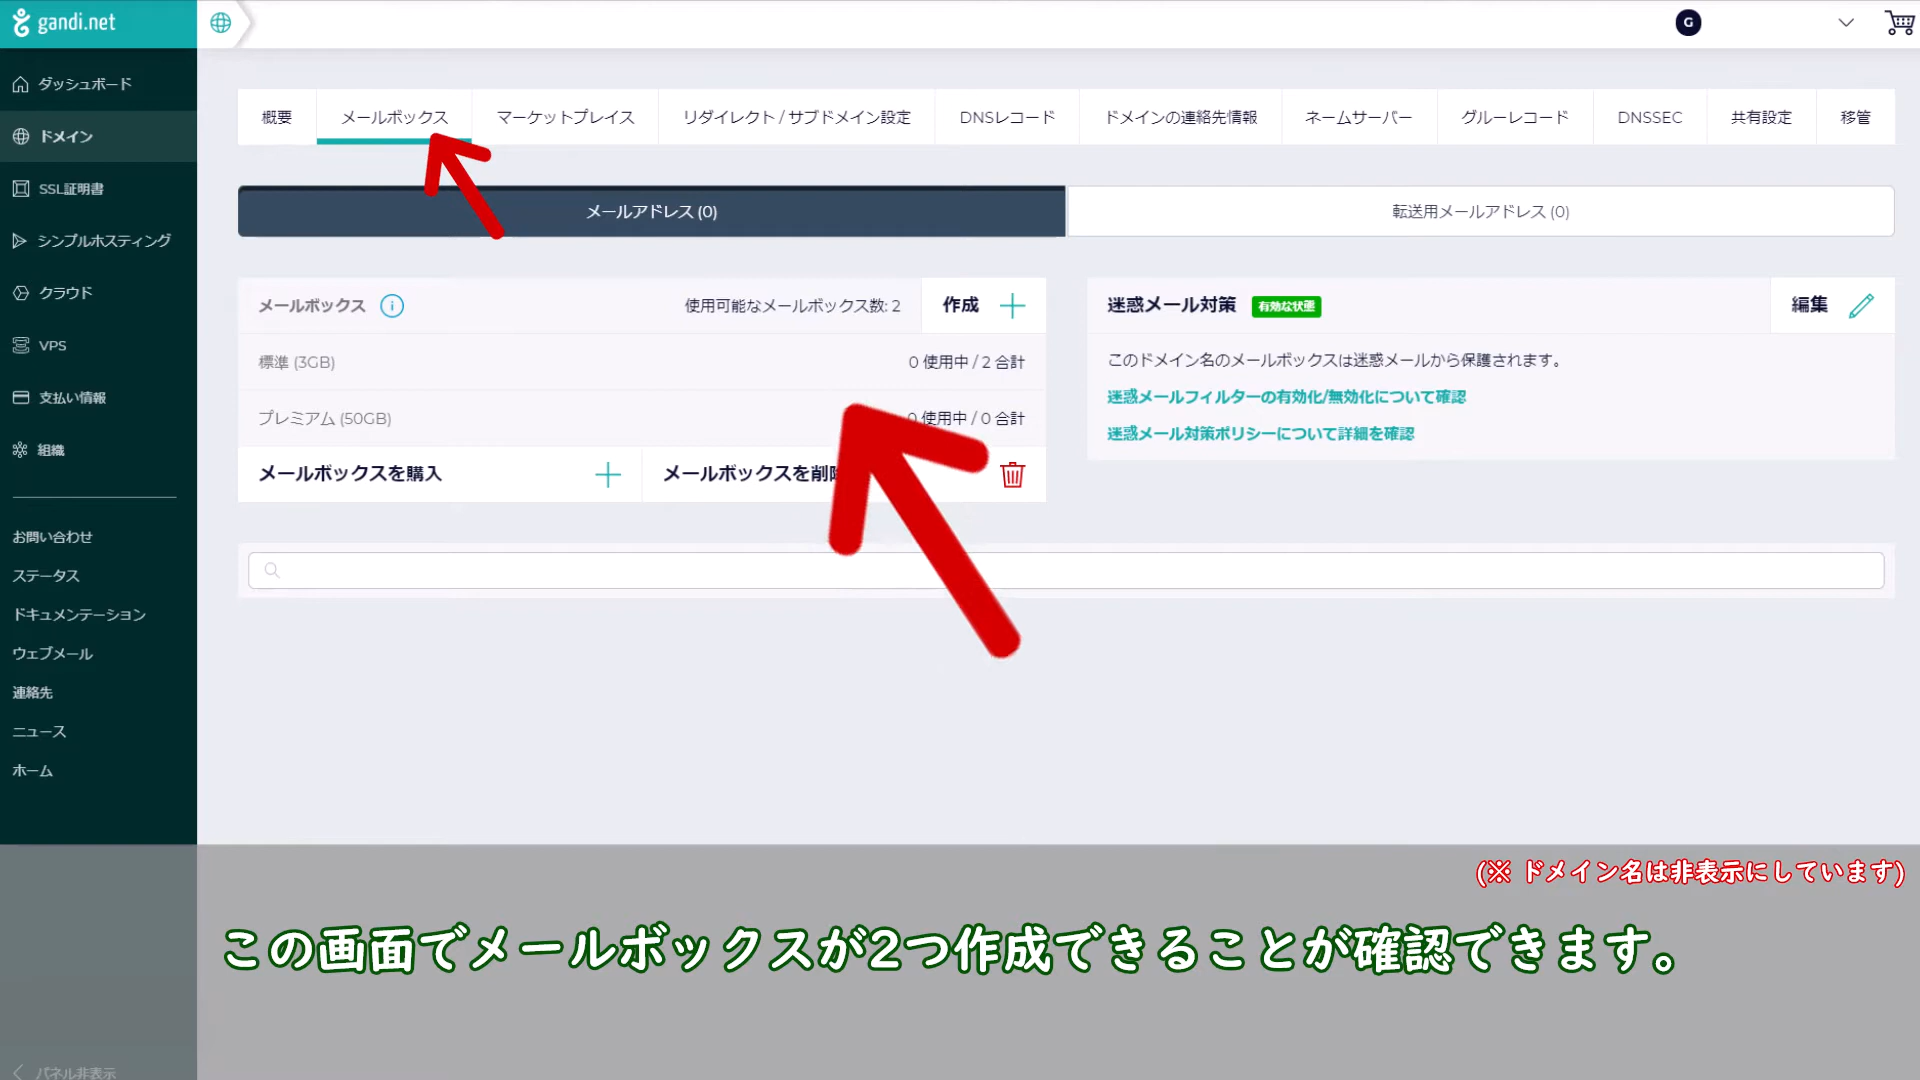 gandi.net
G
ダッシュボード
ドメイン
SSL証明書
シンプルホスティング
クラウド
VPS
支払い情報
組織
お問い合わせ
ステータス
ドキュメンテーション
ウェブメール
連絡先
ニュース
ホーム
パネル非表示
概要
メールボックス
マーケットプレイス
リダイレクト / サブドメイン設定
DNSレコード
ドメインの連絡先情報
ネームサーバー
グルーレコード
DNSSEC
共有設定
移管
メールアドレス (0)
転送用メールアドレス (0)
メールボックス
使用可能なメールボックス数: 2
作成
標準 (3GB)
0 使用中 / 2 合計
プレミアム (50GB)
0 使用中 / 0 合計
メールボックスを購入
メールボックスを削除
迷惑メール対策 有効な状態
編集
このドメイン名のメールボックスは迷惑メールから保護されます。
迷惑メールフィルターの有効化/無効化について確認
迷惑メール対策ポリシーについて詳細を確認
(※ ドメイン名は非表示にしています)
この画面でメールボックスが2つ作成できることが確認できます。